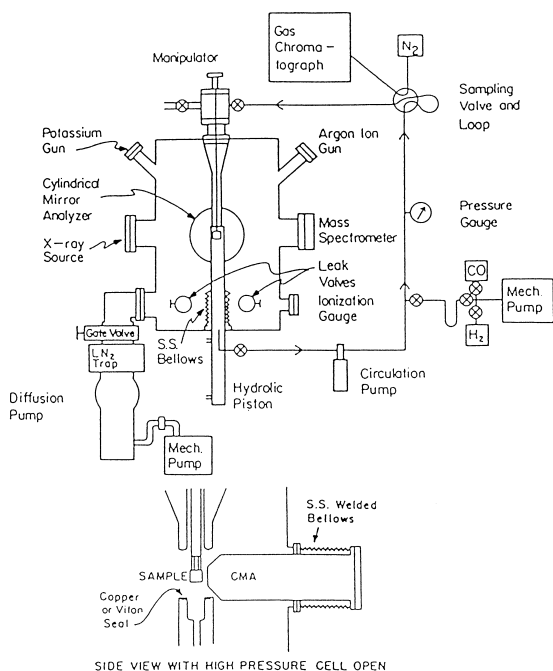 Gas
Chroma-
tograph
N2
Manipulator
Sampling
Valve and
Loop
Potassium
Gun
Argon Ion
Gun
Cylindrical
Mirror
Analyzer
Pressure
Gauge
X-ray
Source
Mass
Spectrometer
Leak
Valves
CO
Mech.
Pump
H2
Ionization
Gauge
S.S.
Bellows
Gate Valve
LN2
Trap
Circulation
Pump
Hydrolic
Piston
Diffusion
Pump
Mech.
Pump
S.S. Welded
Bellows
SAMPLE
CMA
Copper
or Viton
Seal
SIDE VIEW WITH HIGH PRESSURE CELL OPEN